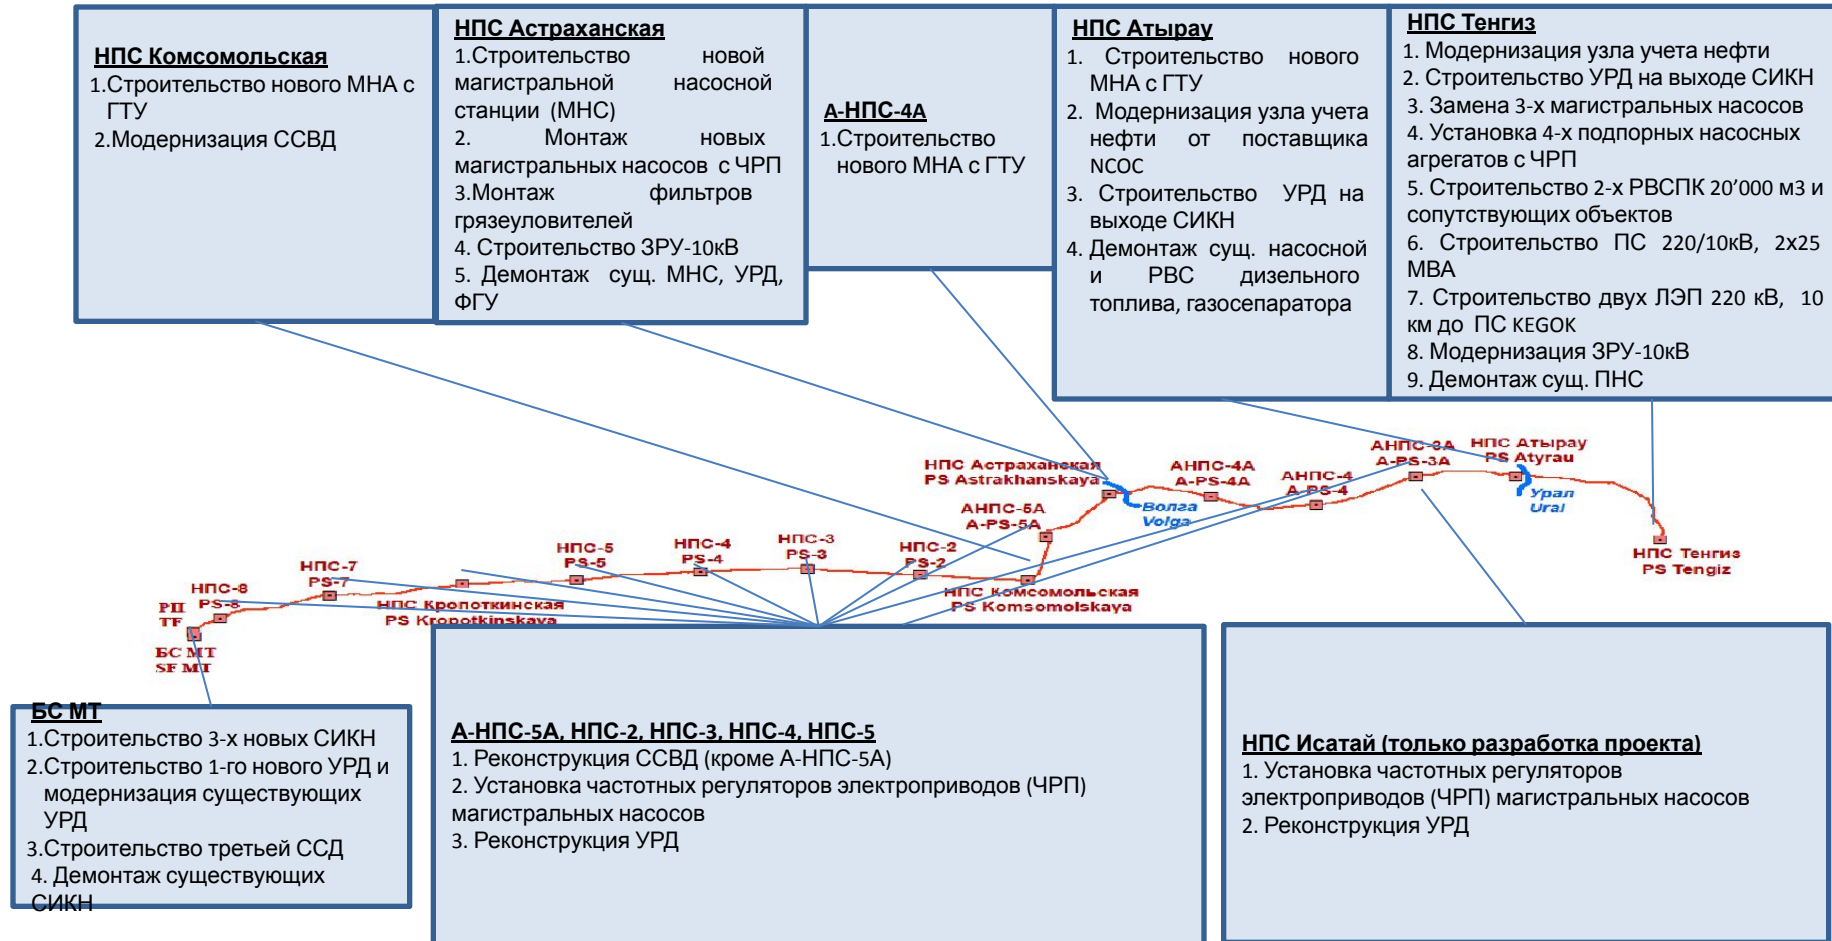 НПС Комсомольская
1.Строительство нового МНА с
ГТУ
2.Модернизация ССВД
НПС Астраханская
1.Строительство новой
магистральной насосной
станции (МНС)
2. Монтаж новых
магистральных насосов с ЧРП
3.Монтаж фильтров
грязеуловителей
4. Строительство ЗРУ-10кВ
5. Демонтаж сущ. МНС, УРД,
ФГУ
А-НПС-4А
1.Строительство
нового МНА с ГТУ
НПС Атырау
1. Строительство нового
МНА с ГТУ
2. Модернизация узла учета
нефти от поставщика
NCOC
3. Строительство УРД на
выходе СИКН
4. Демонтаж сущ. насосной
и РВС дизельного
топлива, газосепаратора
НПС Тенгиз
1. Модернизация узла учета нефти
2. Строительство УРД на выходе СИКН
3. Замена 3-х магистральных насосов
4. Установка 4-х подпорных насосных
агрегатов с ЧРП
5. Строительство 2-х РВСПК 20’000 м3 и
сопутствующих объектов
6. Строительство ПС 220/10кВ, 2х25
МВА
7. Строительство двух ЛЭП 220 кВ, 10
км до ПС KEGOK
8. Модернизация ЗРУ-10кВ
9. Демонтаж сущ. ПНС
НПС Астраханская
PS Astrakhanskaya
АНПС-4А
A-PS-4A
АНПС-4
A-PS-4
АНПС-3А
A-PS-3A
НПС Атырау
PS Atyrau
Волга
Volga
Урал
Ural
АНПС-5А
A-PS-5A
НПС Тенгиз
PS Tengiz
НПС-8
PS-8
НПС-7
PS-7
НПС-5
PS-5
НПС-4
PS-4
НПС-3
PS-3
НПС-2
PS-2
НПС Кропоткинская
PS Kropotkinskaya
НПС Комсомольская
PS Komsomolskaya
РП
TF
БС МТ
SF MT
БС МТ
1.Строительство 3-х новых СИКН
2.Строительство 1-го нового УРД и
модернизация существующих
УРД
3.Строительство третьей ССД
4. Демонтаж существующих
СИКН
А-НПС-5А, НПС-2, НПС-3, НПС-4, НПС-5
1. Реконструкция ССВД (кроме А-НПС-5А)
2. Установка частотных регуляторов электроприводов (ЧРП)
магистральных насосов
3. Реконструкция УРД
НПС Исатай (только разработка проекта)
1. Установка частотных регуляторов
электроприводов (ЧРП) магистральных насосов
2. Реконструкция УРД